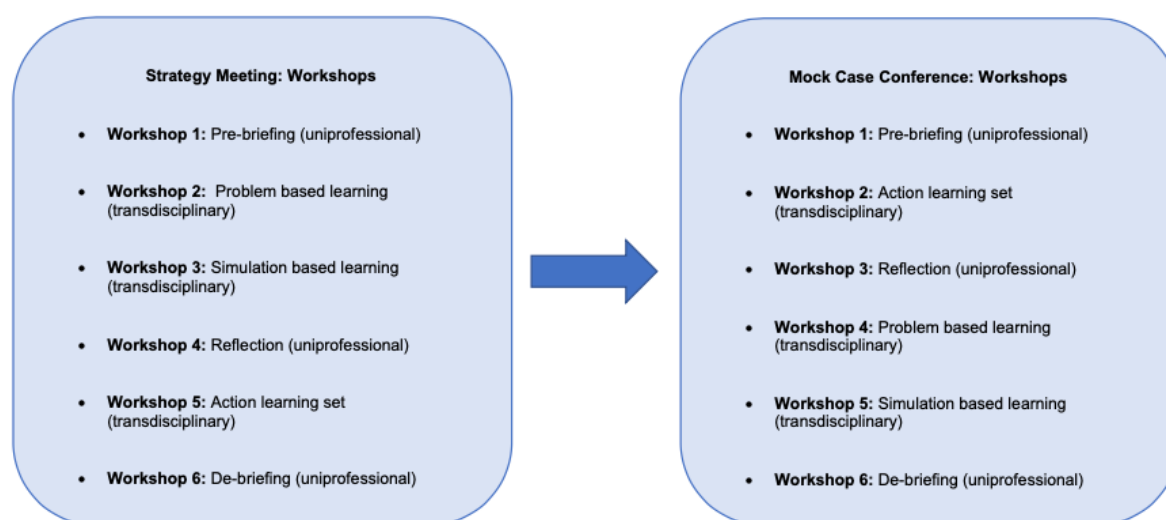 Strategy Meeting: Workshops
• Workshop 1: Pre-briefing (uniprofessional)
• Workshop 2: Problem based learning
(transdisciplinary)
• Workshop 3: Simulation based learning
(transdisciplinary)
• Workshop 4: Reflection (uniprofessional)
• Workshop 5: Action learning set
(transdisciplinary)
• Workshop 6: De-briefing (uniprofessional)
Mock Case Conference: Workshops
• Workshop 1: Pre-briefing (uniprofessional)
• Workshop 2: Action learning set
(transdisciplinary)
• Workshop 3: Reflection (uniprofessional)
• Workshop 4: Problem based learning
(transdisciplinary)
• Workshop 5: Simulation based learning
(transdisciplinary)
• Workshop 6: De-briefing (uniprofessional)